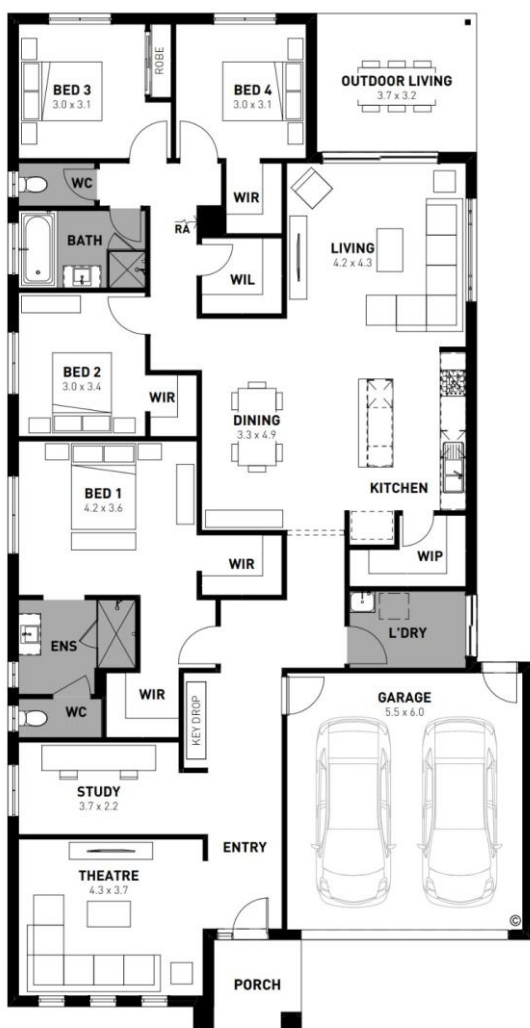 BED 3
3.0 x 3.1
ROBE
BED 4
3.0 x 3.1
OUTDOOR LIVING
3.7 x 3.2
WC
WIR
BATH
RA
LIVING
4.2 x 4.3
WIL
BED 2
3.0 x 3.4
WIR
DINING
3.3 x 4.9
KITCHEN
BED 1
4.2 x 3.6
WIR
WIP
ENS
L'DRY
WIR
WC
KEY DROP
GARAGE
5.5 x 6.0
STUDY
3.7 x 2.2
ENTRY
THEATRE
4.3 x 3.7
©
PORCH